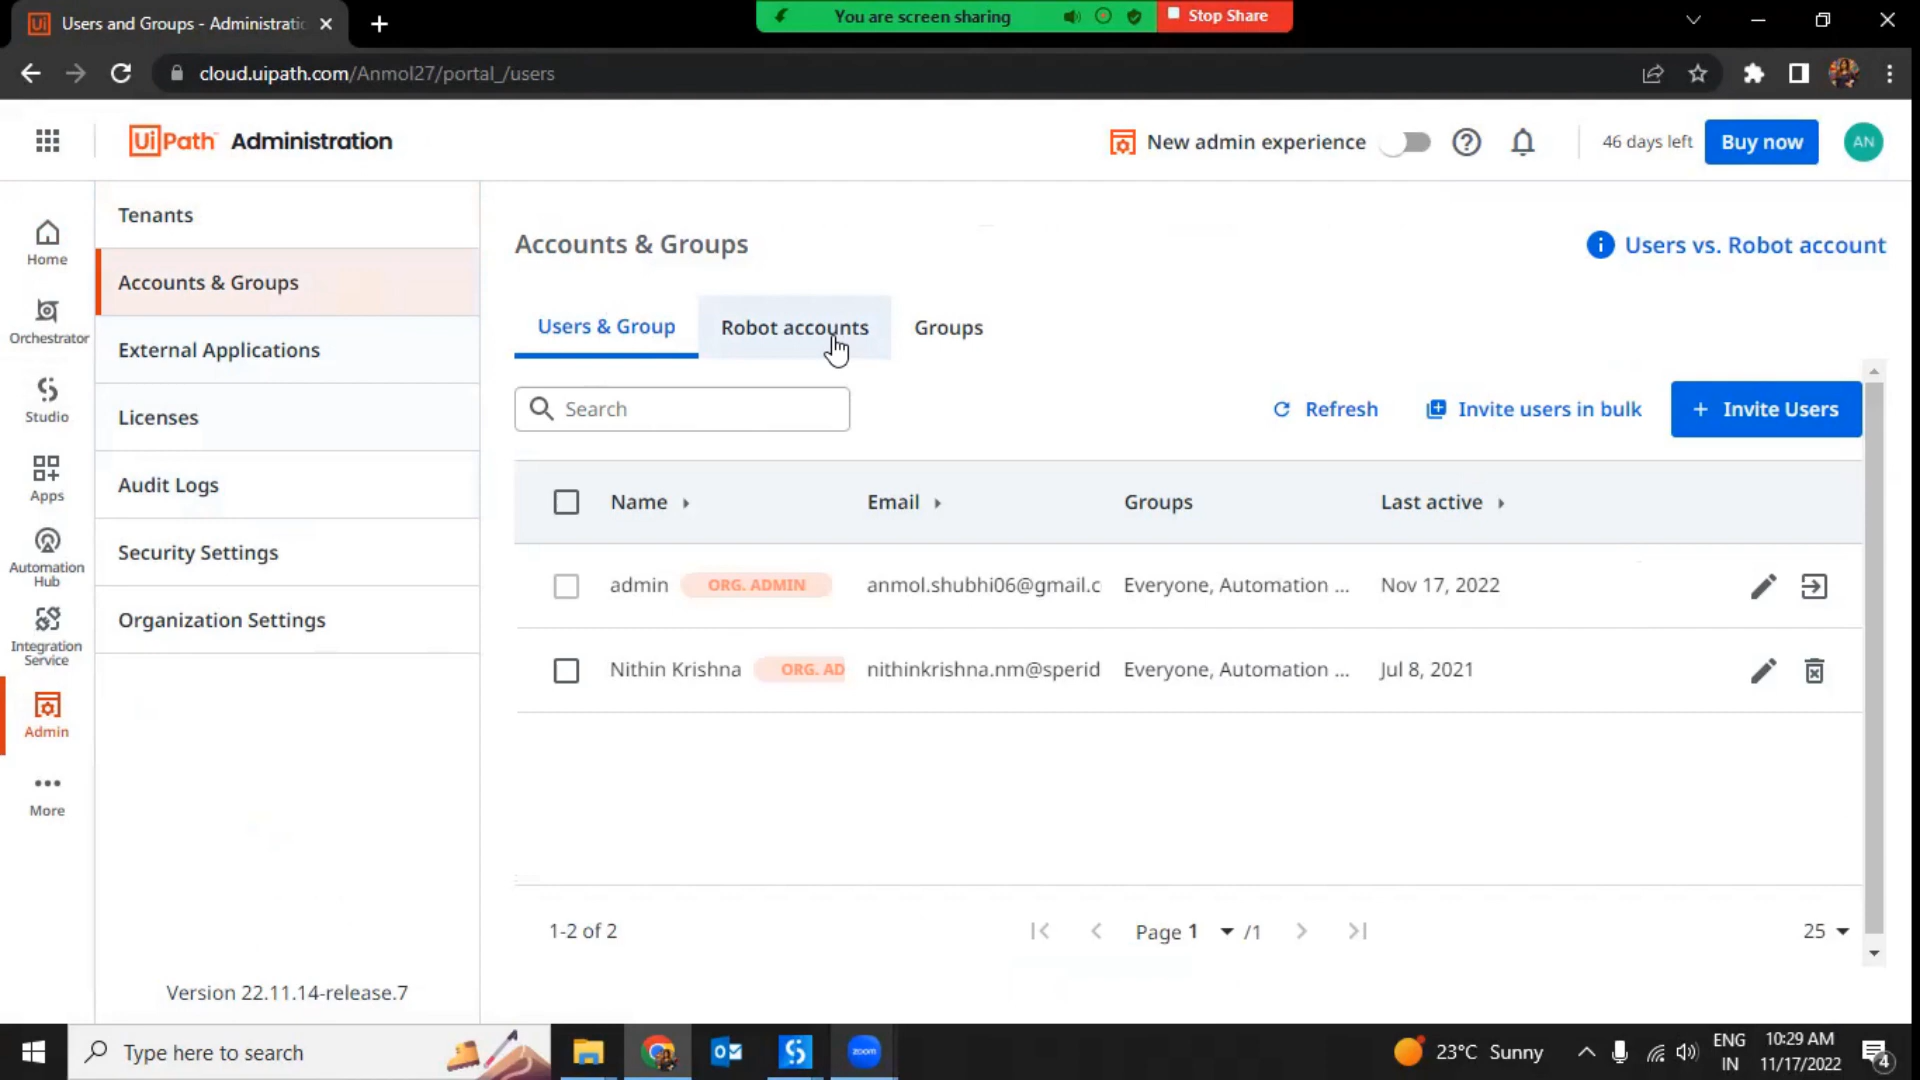 Users and Groups - Administratic
You are screen sharing
Stop Share
cloud.uipath.com/Anmol27/portal_/users
UiPath Administration
New admin experience
46 days left
Buy now
AN
Home
Orchestrator
Studio
Apps
Automation
Hub
Integration
Service
Admin
More
Tenants
Accounts & Groups
External Applications
Licenses
Audit Logs
Security Settings
Organization Settings
Version 22.11.14-release.7
Accounts & Groups
Users vs. Robot account
Users & Group
Robot accounts
Groups
Search
Refresh
Invite users in bulk
+ Invite Users
Name
Email
Groups
Last active
admin
ORG. ADMIN
anmol.shubhi06@gmail.c
Everyone, Automation ...
Nov 17, 2022
Nithin Krishna
ORG. AD
nithinkrishna.nm@sperid
Everyone, Automation ...
Jul 8, 2021
1-2 of 2
Page 1 /1
25
Type here to search
zoom
23°C Sunny
ENG
IN
10:29 AM
11/17/2022
4